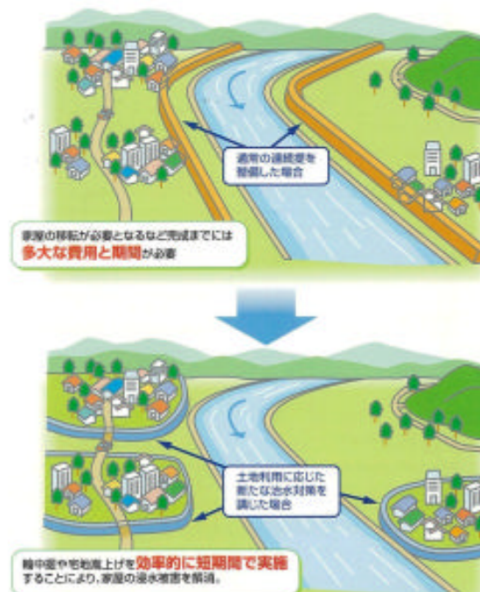 通常の連続堤を
整備した場合
家屋の移転が必要となるなど完成までには
多大な費用と期間が必要
土地利用に応じた
新たな治水対策を
講じた場合
輪中堤や宅地嵩上げを効率的に短期間で実施
することにより、家屋の浸水被害を解消。